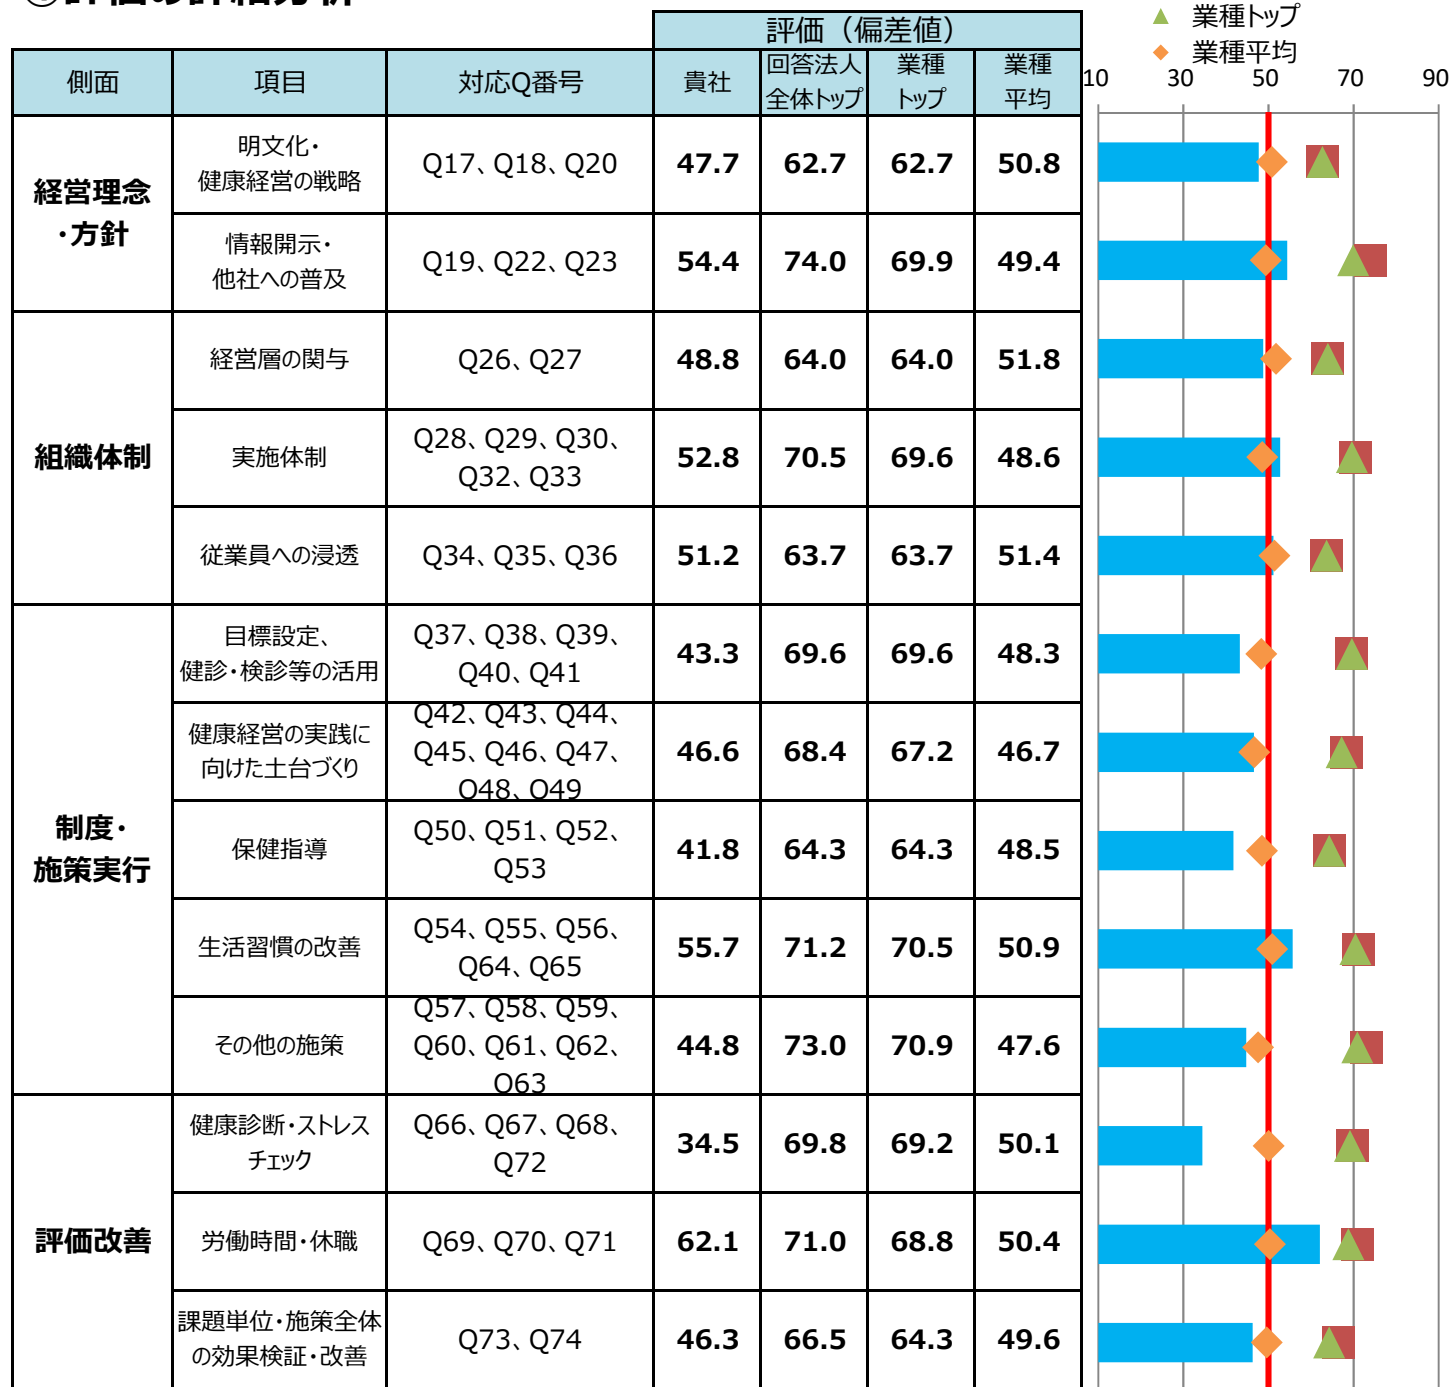 評価（偏差値）
▲ 業種トップ
◆ 業種平均
側面 項目 対応Q番号 貴社 回答法人 業種 業種
全体トップ トップ 平均
10 30 50 70 90
経営理念
・方針
明文化・
健康経営の戦略
Q17、Q18、Q20 47.7 62.7 62.7 50.8
情報開示・
他社への普及
Q19、Q22、Q23 54.4 74.0 69.9 49.4
組織体制
経営層の関与 Q26、Q27 48.8 64.0 64.0 51.8
実施体制
Q28、Q29、Q30、
Q32、Q33
52.8 70.5 69.6 48.6
従業員への浸透 Q34、Q35、Q36 51.2 63.7 63.7 51.4
制度・
施策実行
目標設定、
健診・検診等の活用
Q37、Q38、Q39、
Q40、Q41
43.3 69.6 69.6 48.3
健康経営の実践に
向けた土台づくり
Q42、Q43、Q44、
Q45、Q46、Q47、
Q48、Q49
46.6 68.4 67.2 46.7
保健指導
Q50、Q51、Q52、
Q53
41.8 64.3 64.3 48.5
生活習慣の改善
Q54、Q55、Q56、
Q64、Q65
55.7 71.2 70.5 50.9
その他の施策
Q57、Q58、Q59、
Q60、Q61、Q62、
Q63
44.8 73.0 70.9 47.6
評価改善
健康診断・ストレス
チェック
Q66、Q67、Q68、
Q72
34.5 69.8 69.2 50.1
労働時間・休職 Q69、Q70、Q71 62.1 71.0 68.8 50.4
課題単位・施策全体
の効果検証・改善
Q73、Q74 46.3 66.5 64.3 49.6